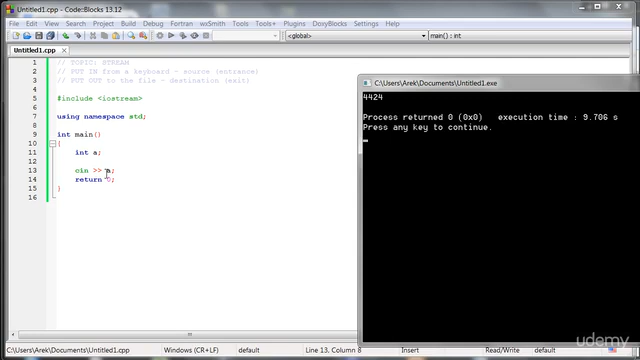 Untitled1.cpp - Code::Blocks 13.12
File Edit View Search Project Build Debug Fortran wxSmith Tools+ Plugins DoxyBlocks Settings Help
<global>
main() : int
Untitled1.cpp
1 // TOPIC: STREAM
2 // PUT IN from a keyboard - source (entrance)
3 // PUT OUT to the file - destination (exit)
4
5 #include <iostream>
6
7 using namespace std;
8
9 int main()
10 {
11 int a;
12
13 cin >> a;
14 return 0;
15 }
16
C:\Users\Arek\Documents\Untitled1.exe
4424
Process returned 0 (0x0) execution time : 9.706 s
Press any key to continue.
udemy
C:\Users\Arek\Documents\Untitled1.cpp Windows (CR+LF) WINDOWS-1250 Line 13, Column 8 Insert Read/Write default